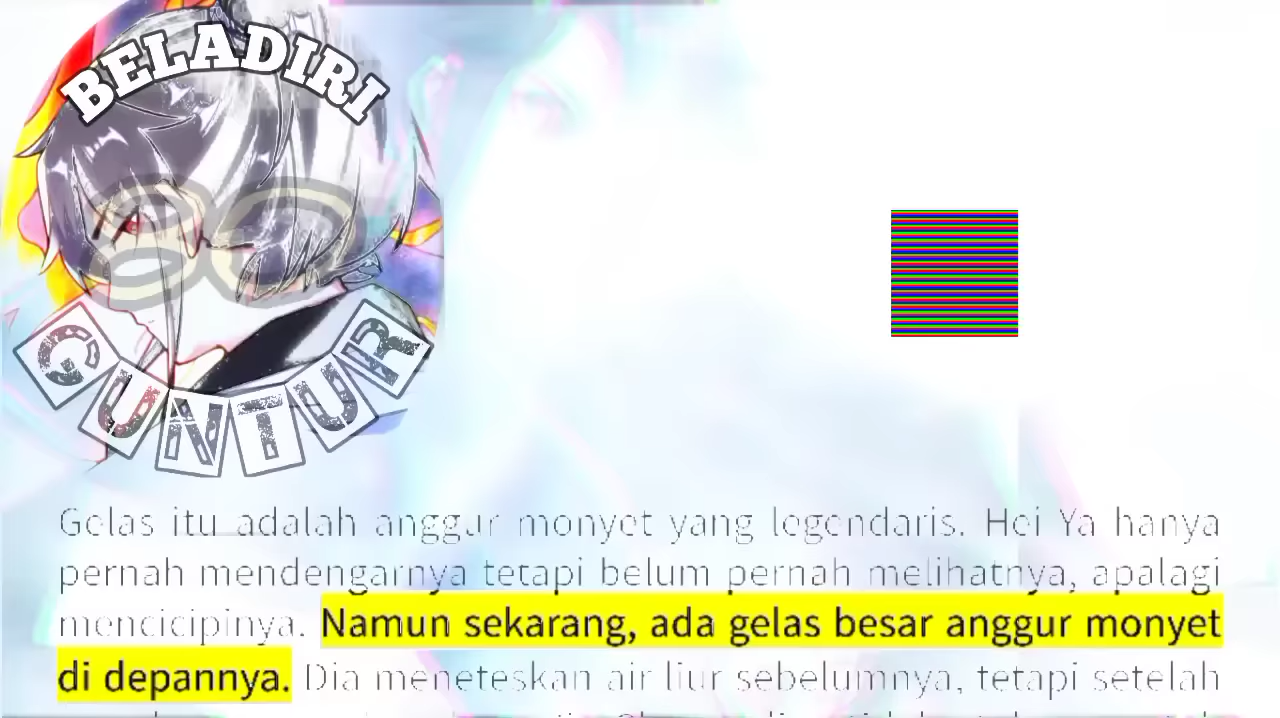 BELADIRI
GUNTUR
Gelas itu adalah anggur monyet yang legendaris. Hei Ya hanya
pernah mendengarnya tetapi belum pernah melihatnya, apalagi
mencicipinya. Namun sekarang, ada gelas besar anggur monyet
di depannya. Dia meneteskan air liur sebelumnya, tetapi setelah